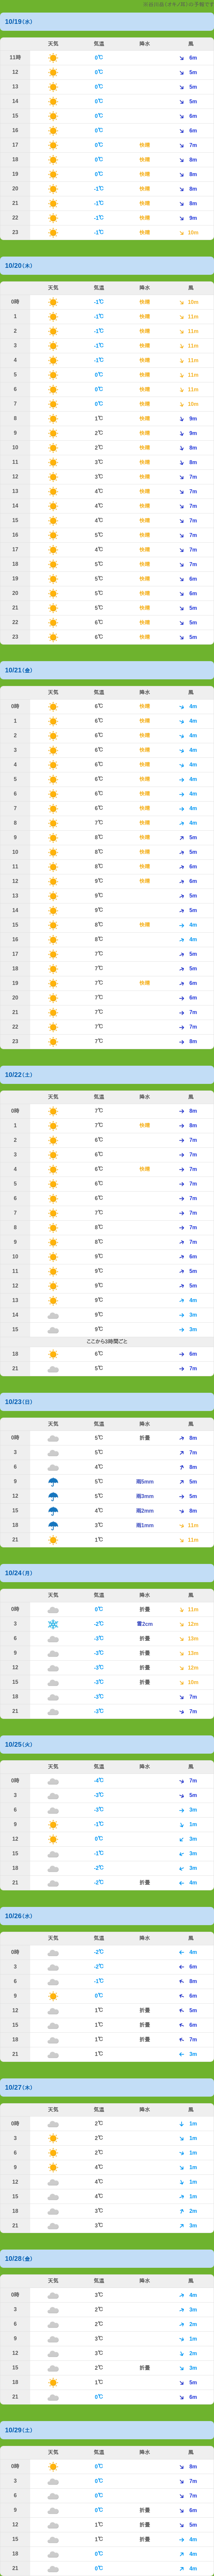 10/19(水)
天気 気温 降水 風
11時 0℃ 6m
12 0℃ 5m
13 0℃ 5m
14 0℃ 5m
15 0℃ 6m
16 0℃ 6m
17 0℃ 快晴 7m
18 0℃ 快晴 8m
19 0℃ 快晴 8m
20 -1℃ 快晴 8m
21 -1℃ 快晴 8m
22 -1℃ 快晴 9m
23 -1℃ 快晴 10m
10/20(木)
天気 気温 降水 風
0時 -1℃ 快晴 10m
1 -1℃ 快晴 11m
2 -1℃ 快晴 11m
3 -1℃ 快晴 11m
4 -1℃ 快晴 11m
5 0℃ 快晴 11m
6 0℃ 快晴 11m
7 0℃ 快晴 10m
8 1℃ 快晴 9m
9 2℃ 快晴 9m
10 2℃ 快晴 8m
11 3℃ 快晴 8m
12 3℃ 快晴 7m
13 4℃ 快晴 7m
14 4℃ 快晴 7m
15 4℃ 快晴 7m
16 5℃ 快晴 7m
17 4℃ 快晴 7m
18 5℃ 快晴 7m
19 5℃ 快晴 6m
20 5℃ 快晴 6m
21 5℃ 快晴 5m
22 6℃ 快晴 5m
23 6℃ 快晴 5m
10/21(金)
天気 気温 降水 風
0時 6℃ 快晴 4m
1 6℃ 快晴 4m
2 6℃ 快晴 4m
3 6℃ 快晴 4m
4 6℃ 快晴 4m
5 6℃ 快晴 4m
6 6℃ 快晴 4m
7 6℃ 快晴 4m
8 7℃ 快晴 4m
9 8℃ 快晴 5m
10 8℃ 快晴 5m
11 8℃ 快晴 6m
12 9℃ 快晴 6m
13 9℃ 5m
14 9℃ 5m
15 8℃ 快晴 4m
16 8℃ 4m
17 7℃ 5m
18 7℃ 5m
19 7℃ 快晴 6m
20 7℃ 6m
21 7℃ 7m
22 7℃ 7m
23 7℃ 8m
10/22(土)
天気 気温 降水 風
0時 7℃ 8m
1 7℃ 快晴 8m
2 6℃ 7m
3 6℃ 7m
4 6℃ 快晴 7m
5 6℃ 7m
6 6℃ 7m
7 7℃ 7m
8 8℃ 7m
9 8℃ 7m
10 9℃ 6m
11 9℃ 5m
12 9℃ 5m
13 9℃ 4m
14 9℃ 3m
15 9℃ 3m
ここから3時間ごと
18 6℃ 6m
21 5℃ 7m
10/23(日)
天気 気温 降水 風
0時 5℃ 折畳 8m
3 5℃ 7m
6 4℃ 8m
9 5℃ 雨5mm 5m
12 5℃ 雨3mm 5m
15 4℃ 雨2mm 8m
18 3℃ 雨1mm 11m
21 1℃ 11m
10/24(月)
天気 気温 降水 風
0時 0℃ 折畳 11m
3 -2℃ 雪2cm 12m
6 -3℃ 折畳 13m
9 -3℃ 折畳 13m
12 -3℃ 折畳 12m
15 -3℃ 折畳 10m
18 -3℃ 7m
21 -3℃ 7m
10/25(火)
天気 気温 降水 風
0時 -4℃ 7m
3 -3℃ 5m
6 -3℃ 3m
9 -1℃ 1m
12 0℃ 3m
15 -1℃ 3m
18 -2℃ 3m
21 -2℃ 折畳 4m
10/26(水)
天気 気温 降水 風
0時 -2℃ 4m
3 -2℃ 6m
6 -1℃ 8m
9 0℃ 6m
12 1℃ 折畳 5m
15 1℃ 折畳 6m
18 1℃ 折畳 7m
21 1℃ 3m
10/27(木)
天気 気温 降水 風
0時 2℃ 1m
3 2℃ 1m
6 2℃ 1m
9 4℃ 1m
12 4℃ 1m
15 4℃ 1m
18 3℃ 2m
21 3℃ 3m
10/28(金)
天気 気温 降水 風
0時 3℃ 4m
3 2℃ 3m
6 2℃ 2m
9 3℃ 1m
12 3℃ 2m
15 2℃ 折畳 3m
18 1℃ 5m
21 0℃ 6m
10/29(土)
天気 気温 降水 風
0時 0℃ 8m
3 0℃ 7m
6 0℃ 7m
9 0℃ 折畳 6m
12 1℃ 折畳 5m
15 1℃ 折畳 4m
18 0℃ 4m
21 0℃ 4m